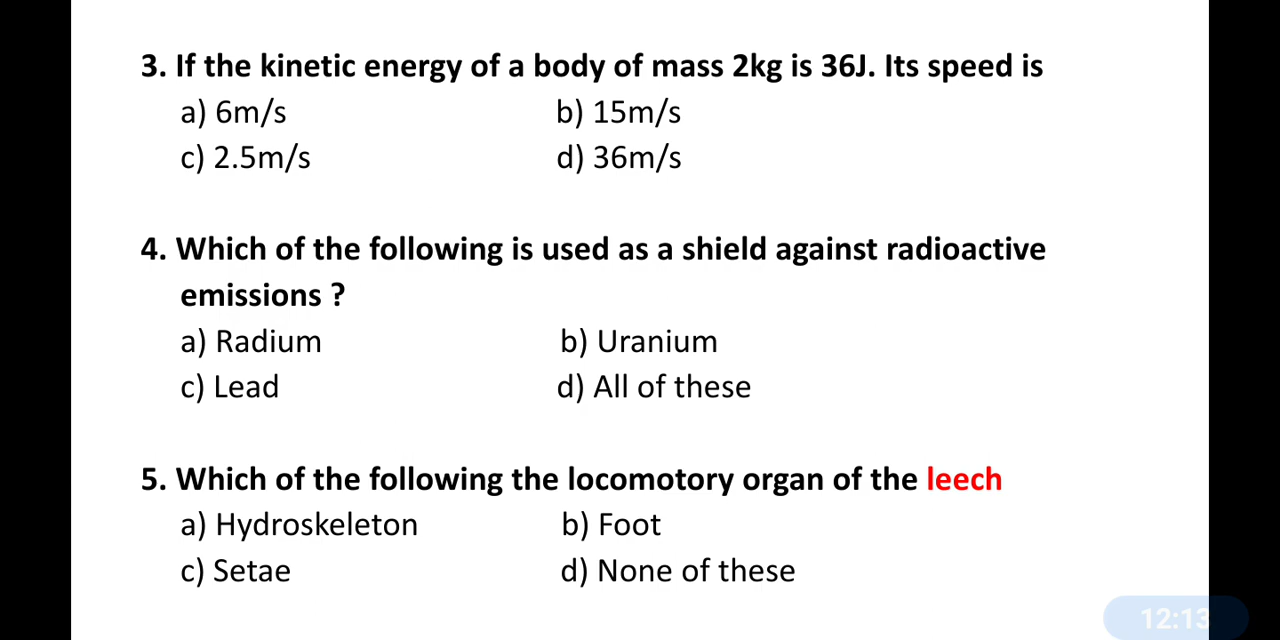 3. If the kinetic energy of a body of mass 2kg is 36J. Its speed is
a) 6m/s b) 15m/s
c) 2.5m/s d) 36m/s
4. Which of the following is used as a shield against radioactive
emissions ?
a) Radium b) Uranium
c) Lead d) All of these
5. Which of the following the locomotory organ of the leech
a) Hydroskeleton b) Foot
c) Setae d) None of these
12:13